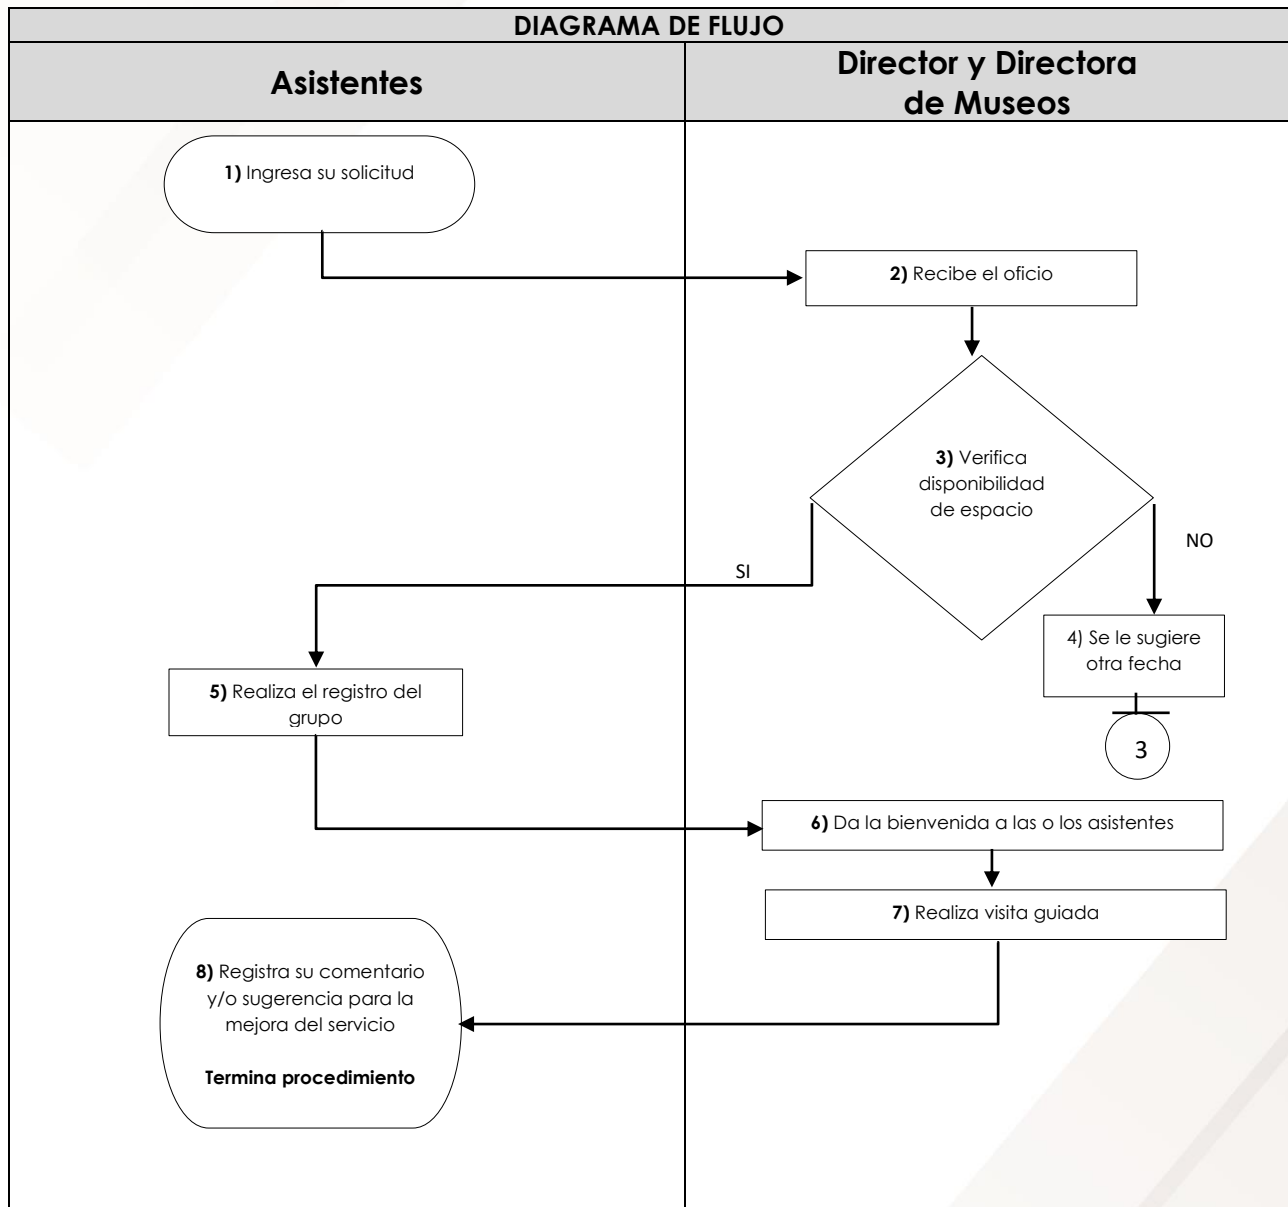 DIAGRAMA DE FLUJO
Asistentes
Director y Directora
de Museos
1) Ingresa su solicitud
2) Recibe el oficio
3) Verifica
disponibilidad
de espacio
SI
NO
4) Se le sugiere
otra fecha
3
5) Realiza el registro del
grupo
6) Da la bienvenida a las o los asistentes
7) Realiza visita guiada
8) Registra su comentario
y/o sugerencia para la
mejora del servicio
Termina procedimiento